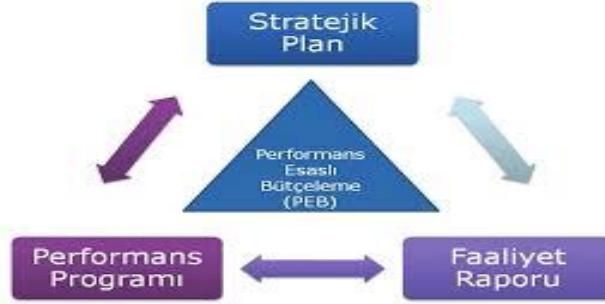 Stratejik
Plan
Performans
Esaslı
Bütçeleme
(PEB)
Performans
Programı
Faaliyet
Raporu